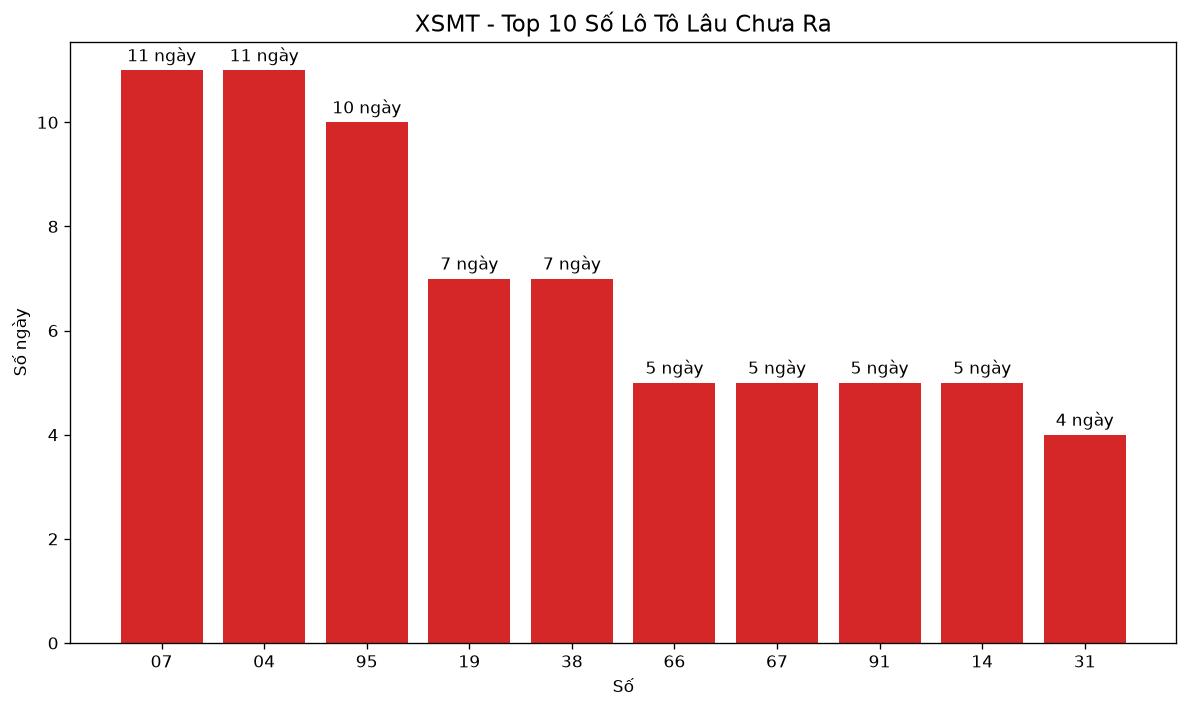 XSMT - Top 10 Số Lô Tô Lâu Chưa Ra
11 ngày
11 ngày
10 ngày
7 ngày
7 ngày
5 ngày
5 ngày
5 ngày
5 ngày
4 ngày
Số ngày
10
8
6
4
2
0
07 04 95 19 38 66 67 91 14 31
Số